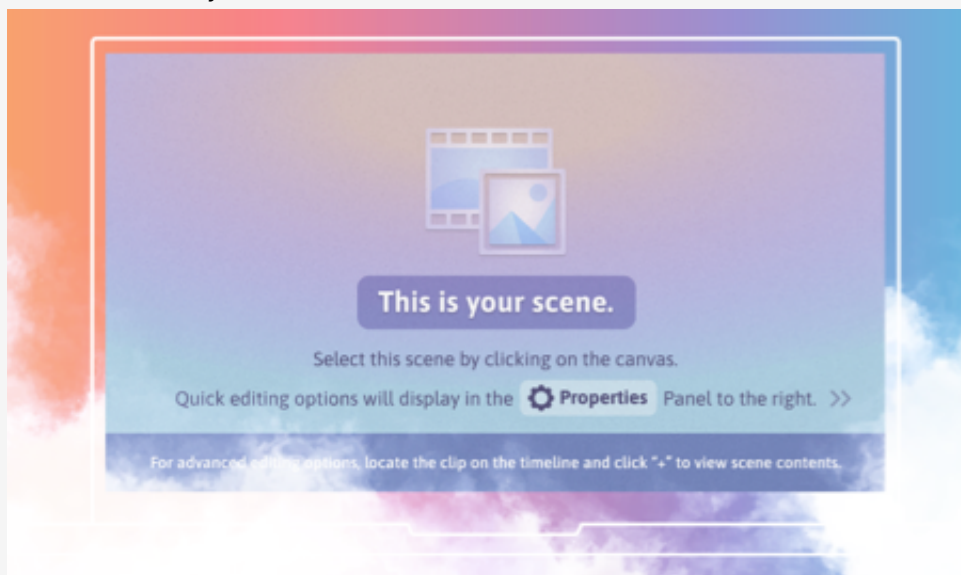 This is your scene.
Select this scene by clicking on the canvas.
Quick editing options will display in the Properties Panel to the right. >>
For advanced editing options, locate the clip on the timeline and click "+" to view scene contents.